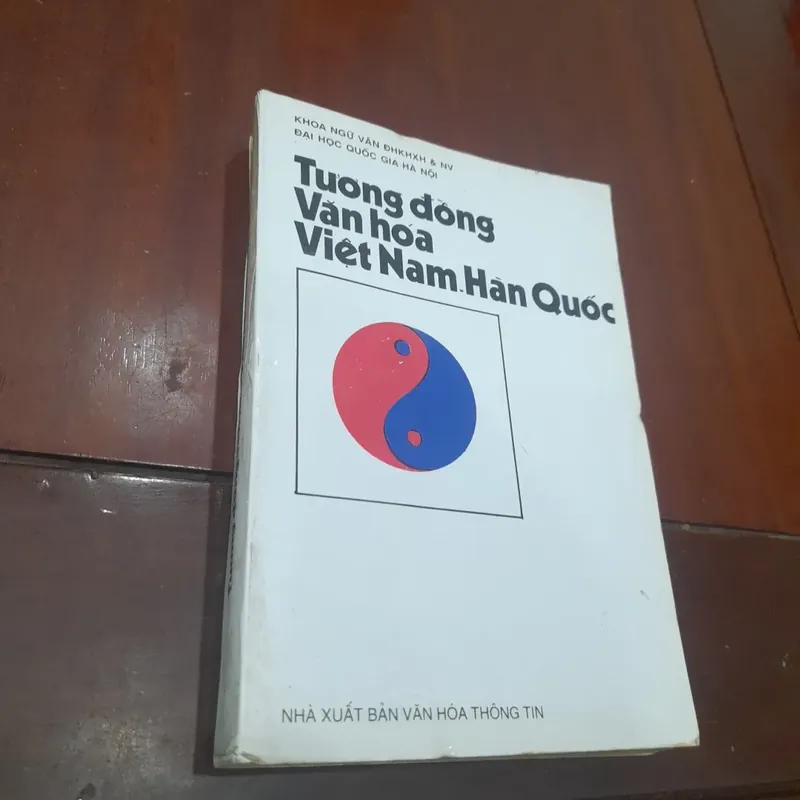 KHOA NGỮ VĂN ĐHKHXH & NV
ĐẠI HỌC QUỐC GIA HÀ NỘI
Tương đồng
Văn hóa
Việt Nam-Hàn Quốc
NHÀ XUẤT BẢN VĂN HÓA THÔNG TIN